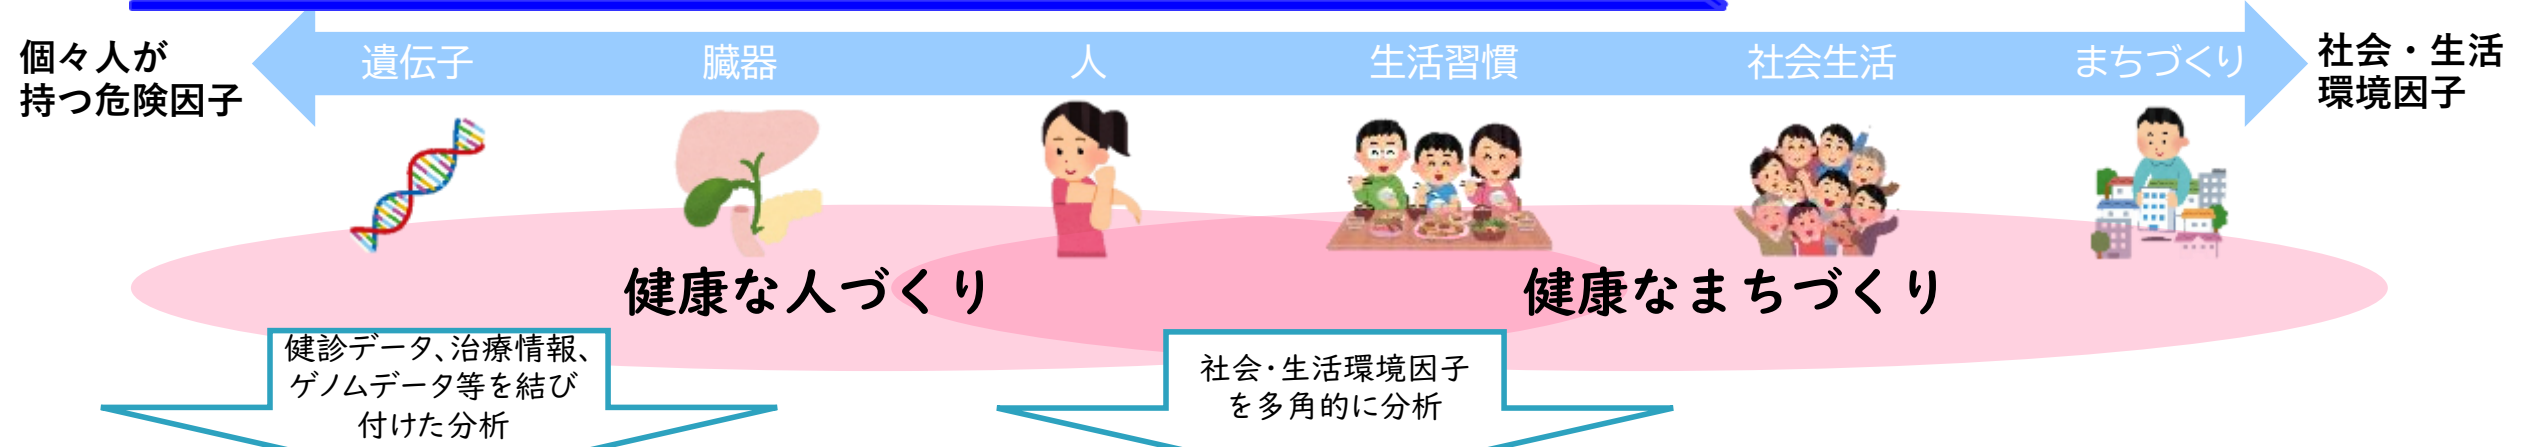 個々人が
持つ危険因子
遺伝子
臓器
人
生活習慣
社会生活
まちづくり
社会・生活
環境因子
健康な人づくり
健康なまちづくり
健診データ、治療情報、
ゲノムデータ等を結び
付けた分析
社会・生活環境因子
を多角的に分析